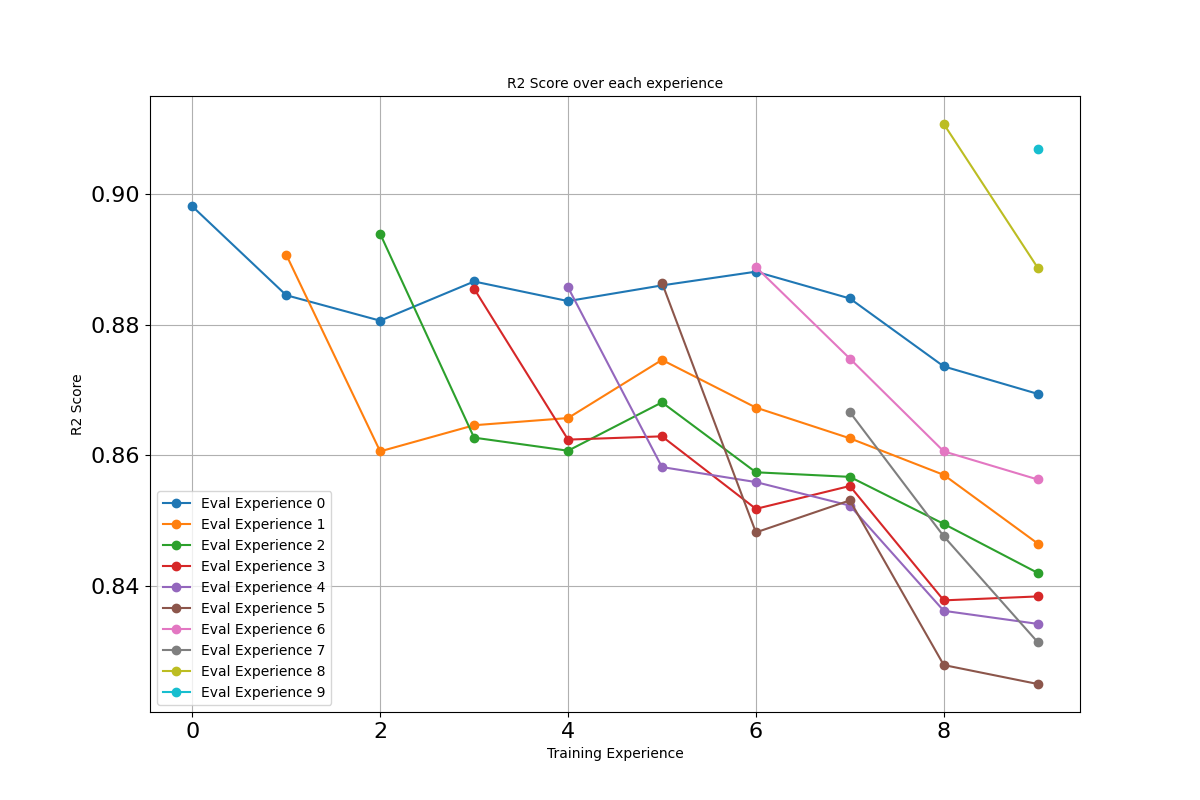 R2 Score over each experience
R2 Score
0.90
0.88
0.86
0.84
Eval Experience 0
Eval Experience 1
Eval Experience 2
Eval Experience 3
Eval Experience 4
Eval Experience 5
Eval Experience 6
Eval Experience 7
Eval Experience 8
Eval Experience 9
0 2 4 6 8
Training Experience